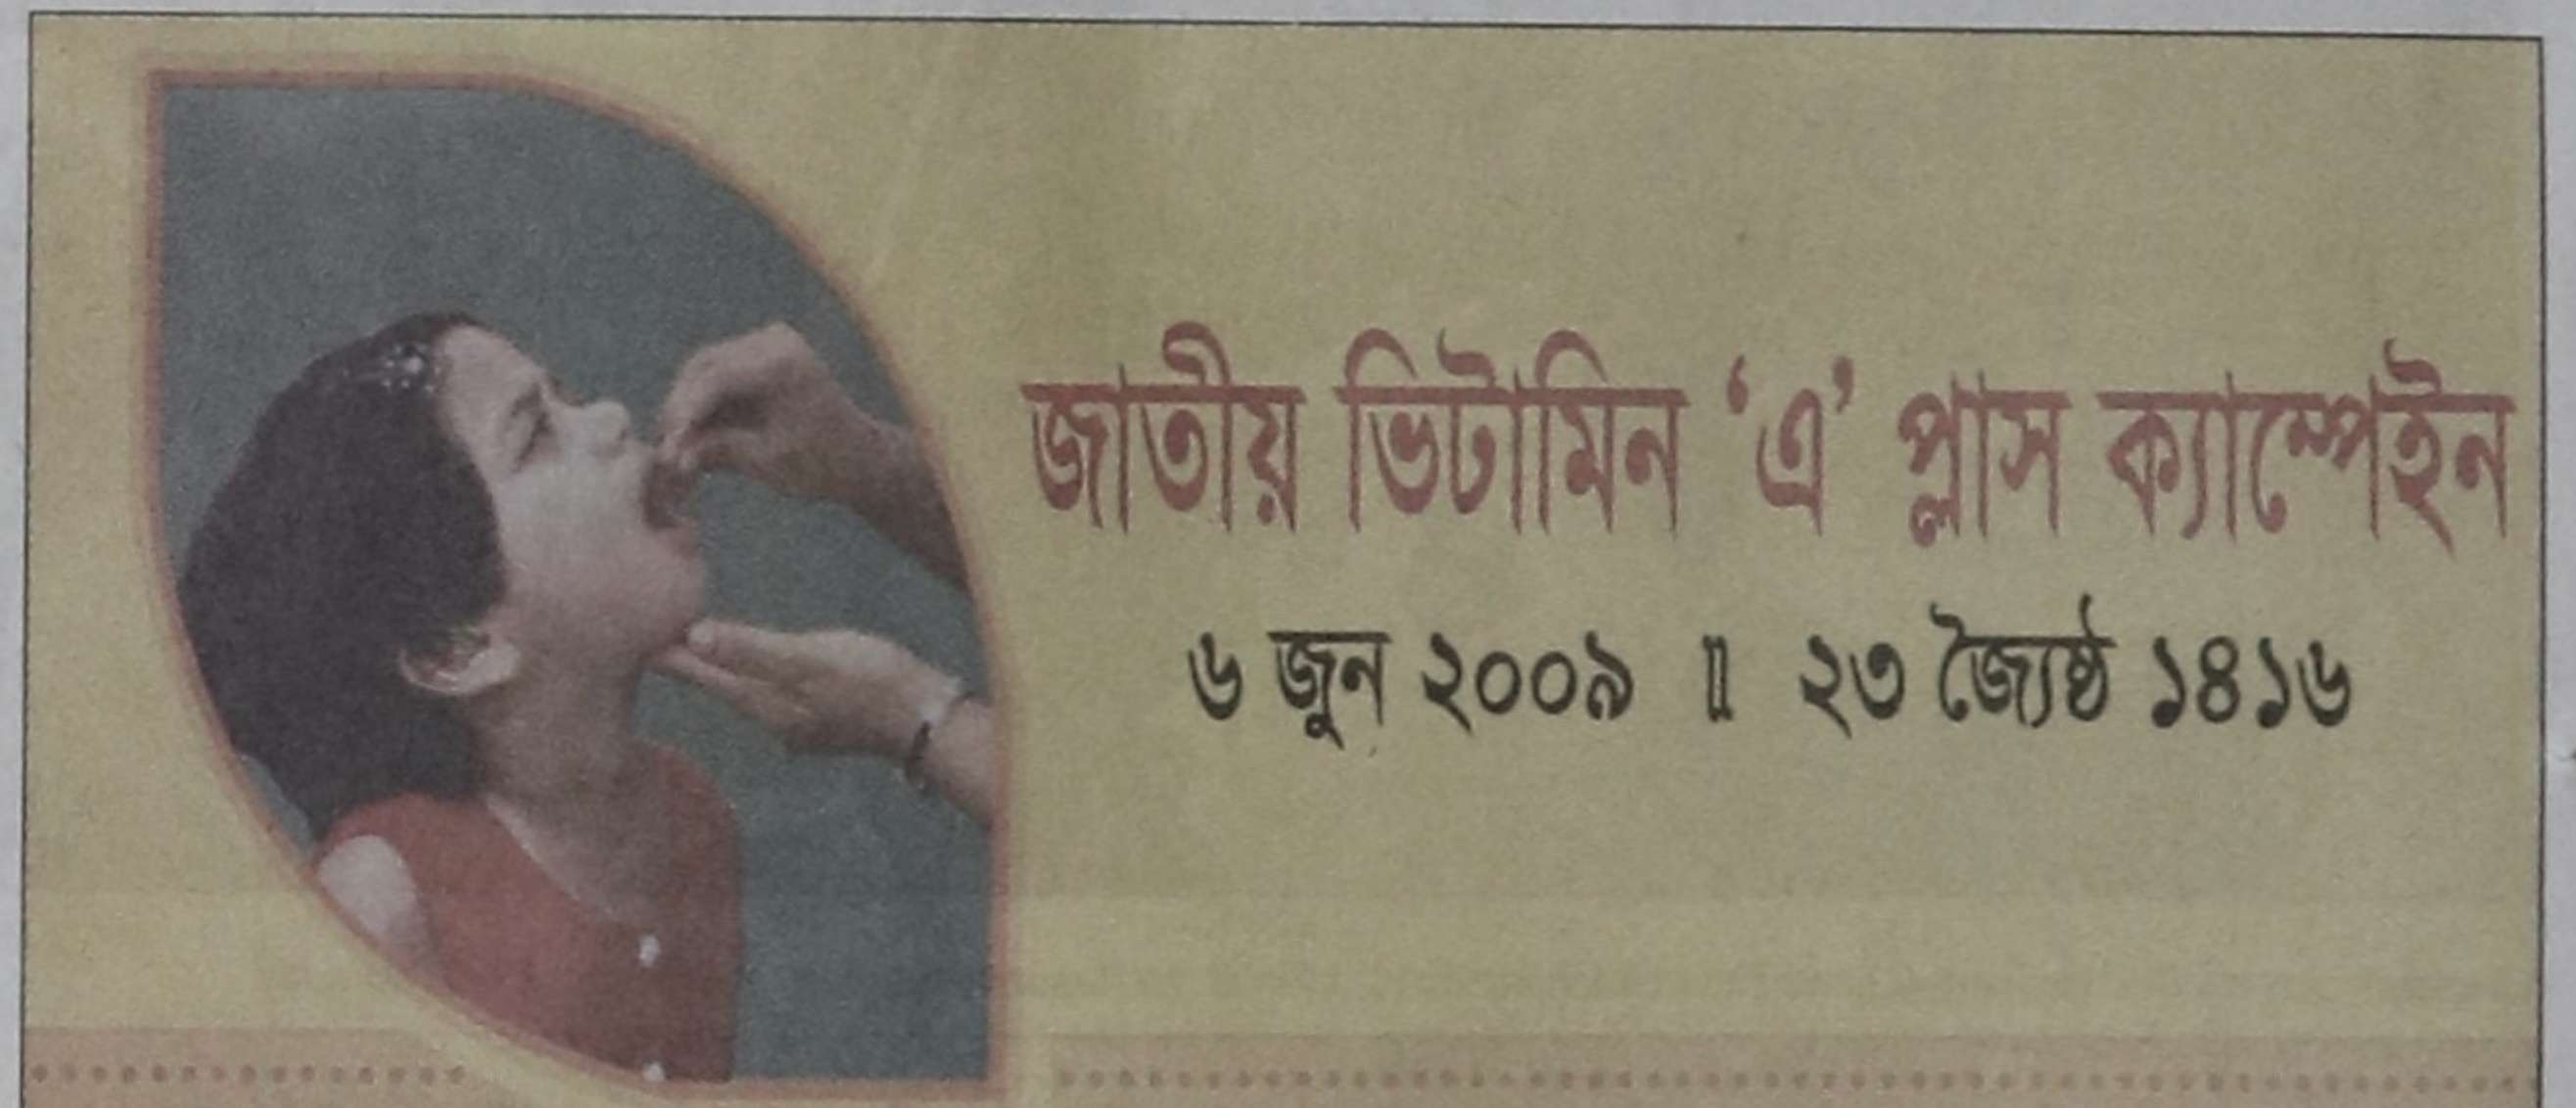 জাতীয় ভিটামিন ‘এ’ প্লাস ক্যাম্পেইন
৬ জুন ২০০৯ ॥ ২৩ জ্যৈষ্ঠ ১৪১৬